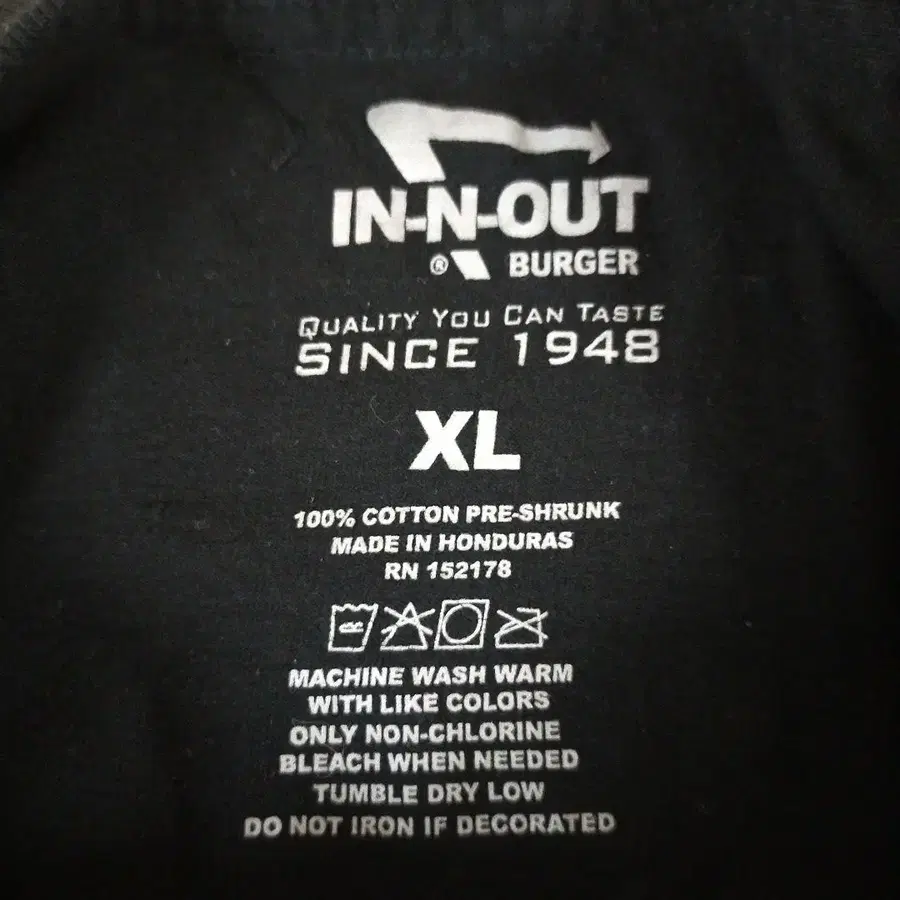 IN-N-OUT
® BURGER
QUALITY YOU CAN TASTE
SINCE 1948
XL
100% COTTON PRE-SHRUNK
MADE IN HONDURAS
RN 152178
MACHINE WASH WARM
WITH LIKE COLORS
ONLY NON-CHLORINE
BLEACH WHEN NEEDED
TUMBLE DRY LOW
DO NOT IRON IF DECORATED